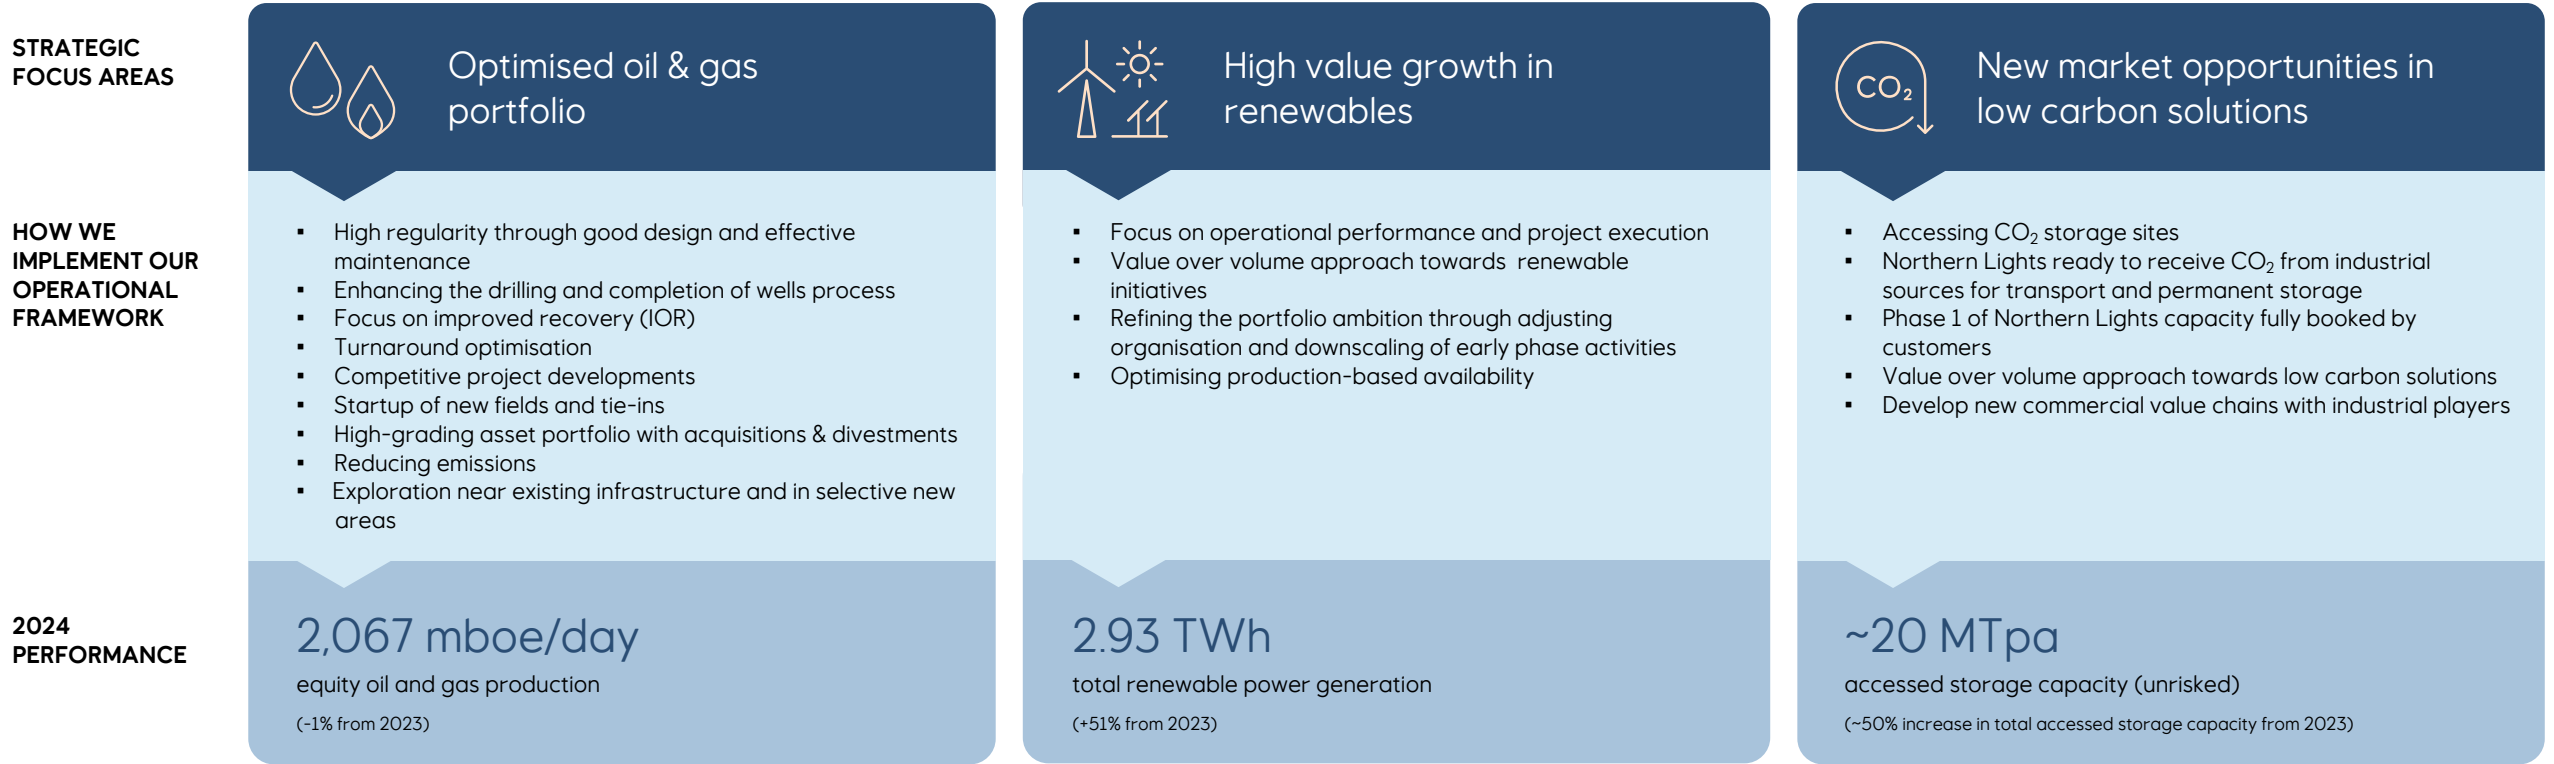 STRATEGIC
FOCUS AREAS
Optimised oil & gas
portfolio
High value growth in
renewables
CO₂
New market opportunities in
low carbon solutions
HOW WE
IMPLEMENT OUR
OPERATIONAL
FRAMEWORK
▪ High regularity through good design and effective
maintenance
▪ Enhancing the drilling and completion of wells process
▪ Focus on improved recovery (IOR)
▪ Turnaround optimisation
▪ Competitive project developments
▪ Startup of new fields and tie-ins
▪ High-grading asset portfolio with acquisitions & divestments
▪ Reducing emissions
▪ Exploration near existing infrastructure and in selective new
areas
▪ Focus on operational performance and project execution
▪ Value over volume approach towards renewable
initiatives
▪ Refining the portfolio ambition through adjusting
organisation and downscaling of early phase activities
▪ Optimising production-based availability
▪ Accessing CO₂ storage sites
▪ Northern Lights ready to receive CO₂ from industrial
sources for transport and permanent storage
▪ Phase 1 of Northern Lights capacity fully booked by
customers
▪ Value over volume approach towards low carbon solutions
▪ Develop new commercial value chains with industrial players
2024
PERFORMANCE
2,067 mboe/day
equity oil and gas production
(-1% from 2023)
2.93 TWh
total renewable power generation
(+51% from 2023)
~20 MTpa
accessed storage capacity (unrisked)
(~50% increase in total accessed storage capacity from 2023)